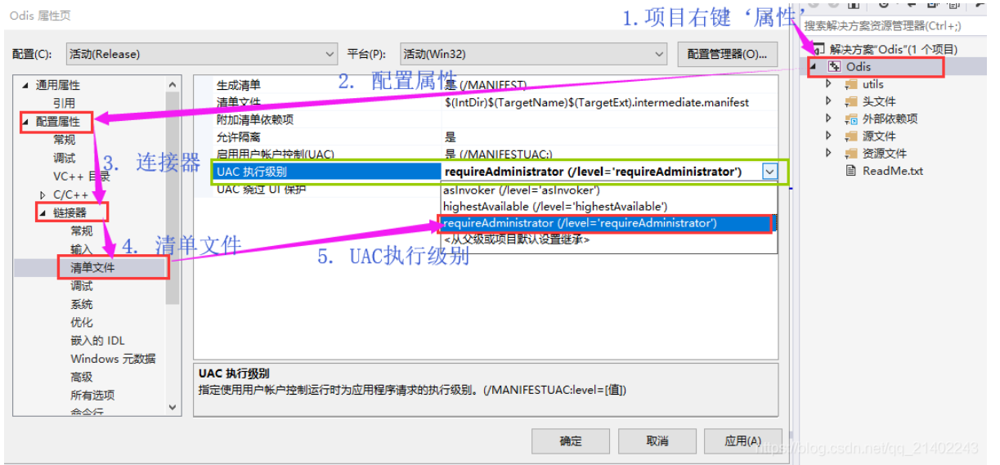 Odis 属性页
1.项目右键‘属性’
搜索解决方案资源管理器(Ctrl+;)
配置(C):
活动(Release)
平台(P):
活动(Win32)
配置管理器(O)...
解决方案"Odis"(1 个项目)
Odis
utils
头文件
外部依赖项
源文件
资源文件
ReadMe.txt
通用属性
引用
配置属性
常规
调试
VC++ 目录
C/C++
链接器
常规
输入
清单文件
调试
系统
优化
嵌入的 IDL
Windows 元数据
高级
所有选项
命令行
2. 配置属性
3. 连接器
4. 清单文件
5. UAC执行级别
生成清单 是 (/MANIFEST)
清单文件 $(IntDir)$(TargetName)$(TargetExt).intermediate.manifest
附加清单依赖项
允许隔离 是
启用用户帐户控制(UAC) 是 (/MANIFESTUAC:)
UAC 执行级别 requireAdministrator (/level='requireAdministrator')
UAC 绕过 UI 保护
asInvoker (/level='asInvoker')
highestAvailable (/level='highestAvailable')
requireAdministrator (/level='requireAdministrator')
<从父级或项目默认设置继承>
UAC 执行级别
指定使用用户帐户控制运行时为应用程序请求的执行级别。(/MANIFESTUAC:level=[值])
确定
取消
应用(A)
https://blog.csdn.net/qq_21402243